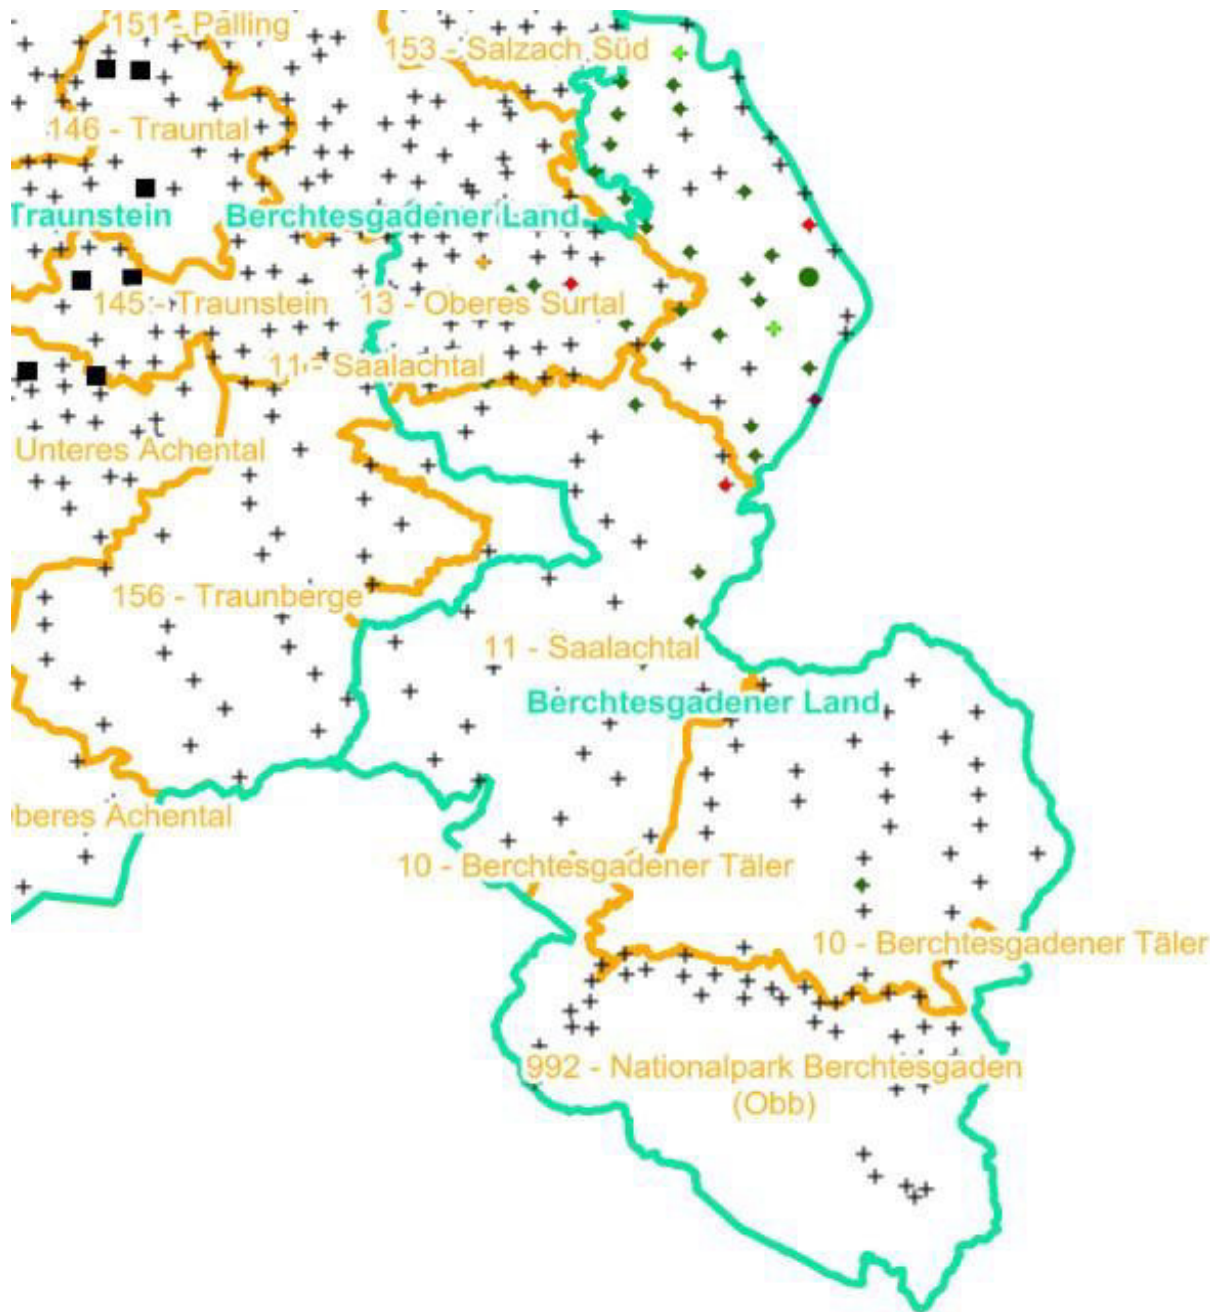 151 - Palling
153 - Salzach Süd
146 - Trauntal
Traunstein
Berchtesgadener Land
145 - Traunstein
13 - Oberes Surtal
11 - Saalachtal
Unteres Achental
156 - Traunberge
11 - Saalachtal
Berchtesgadener Land
beres Achental
10 - Berchtesgadener Täler
10 - Berchtesgadener Täler
992 - Nationalpark Berchtesgaden
(Obb)